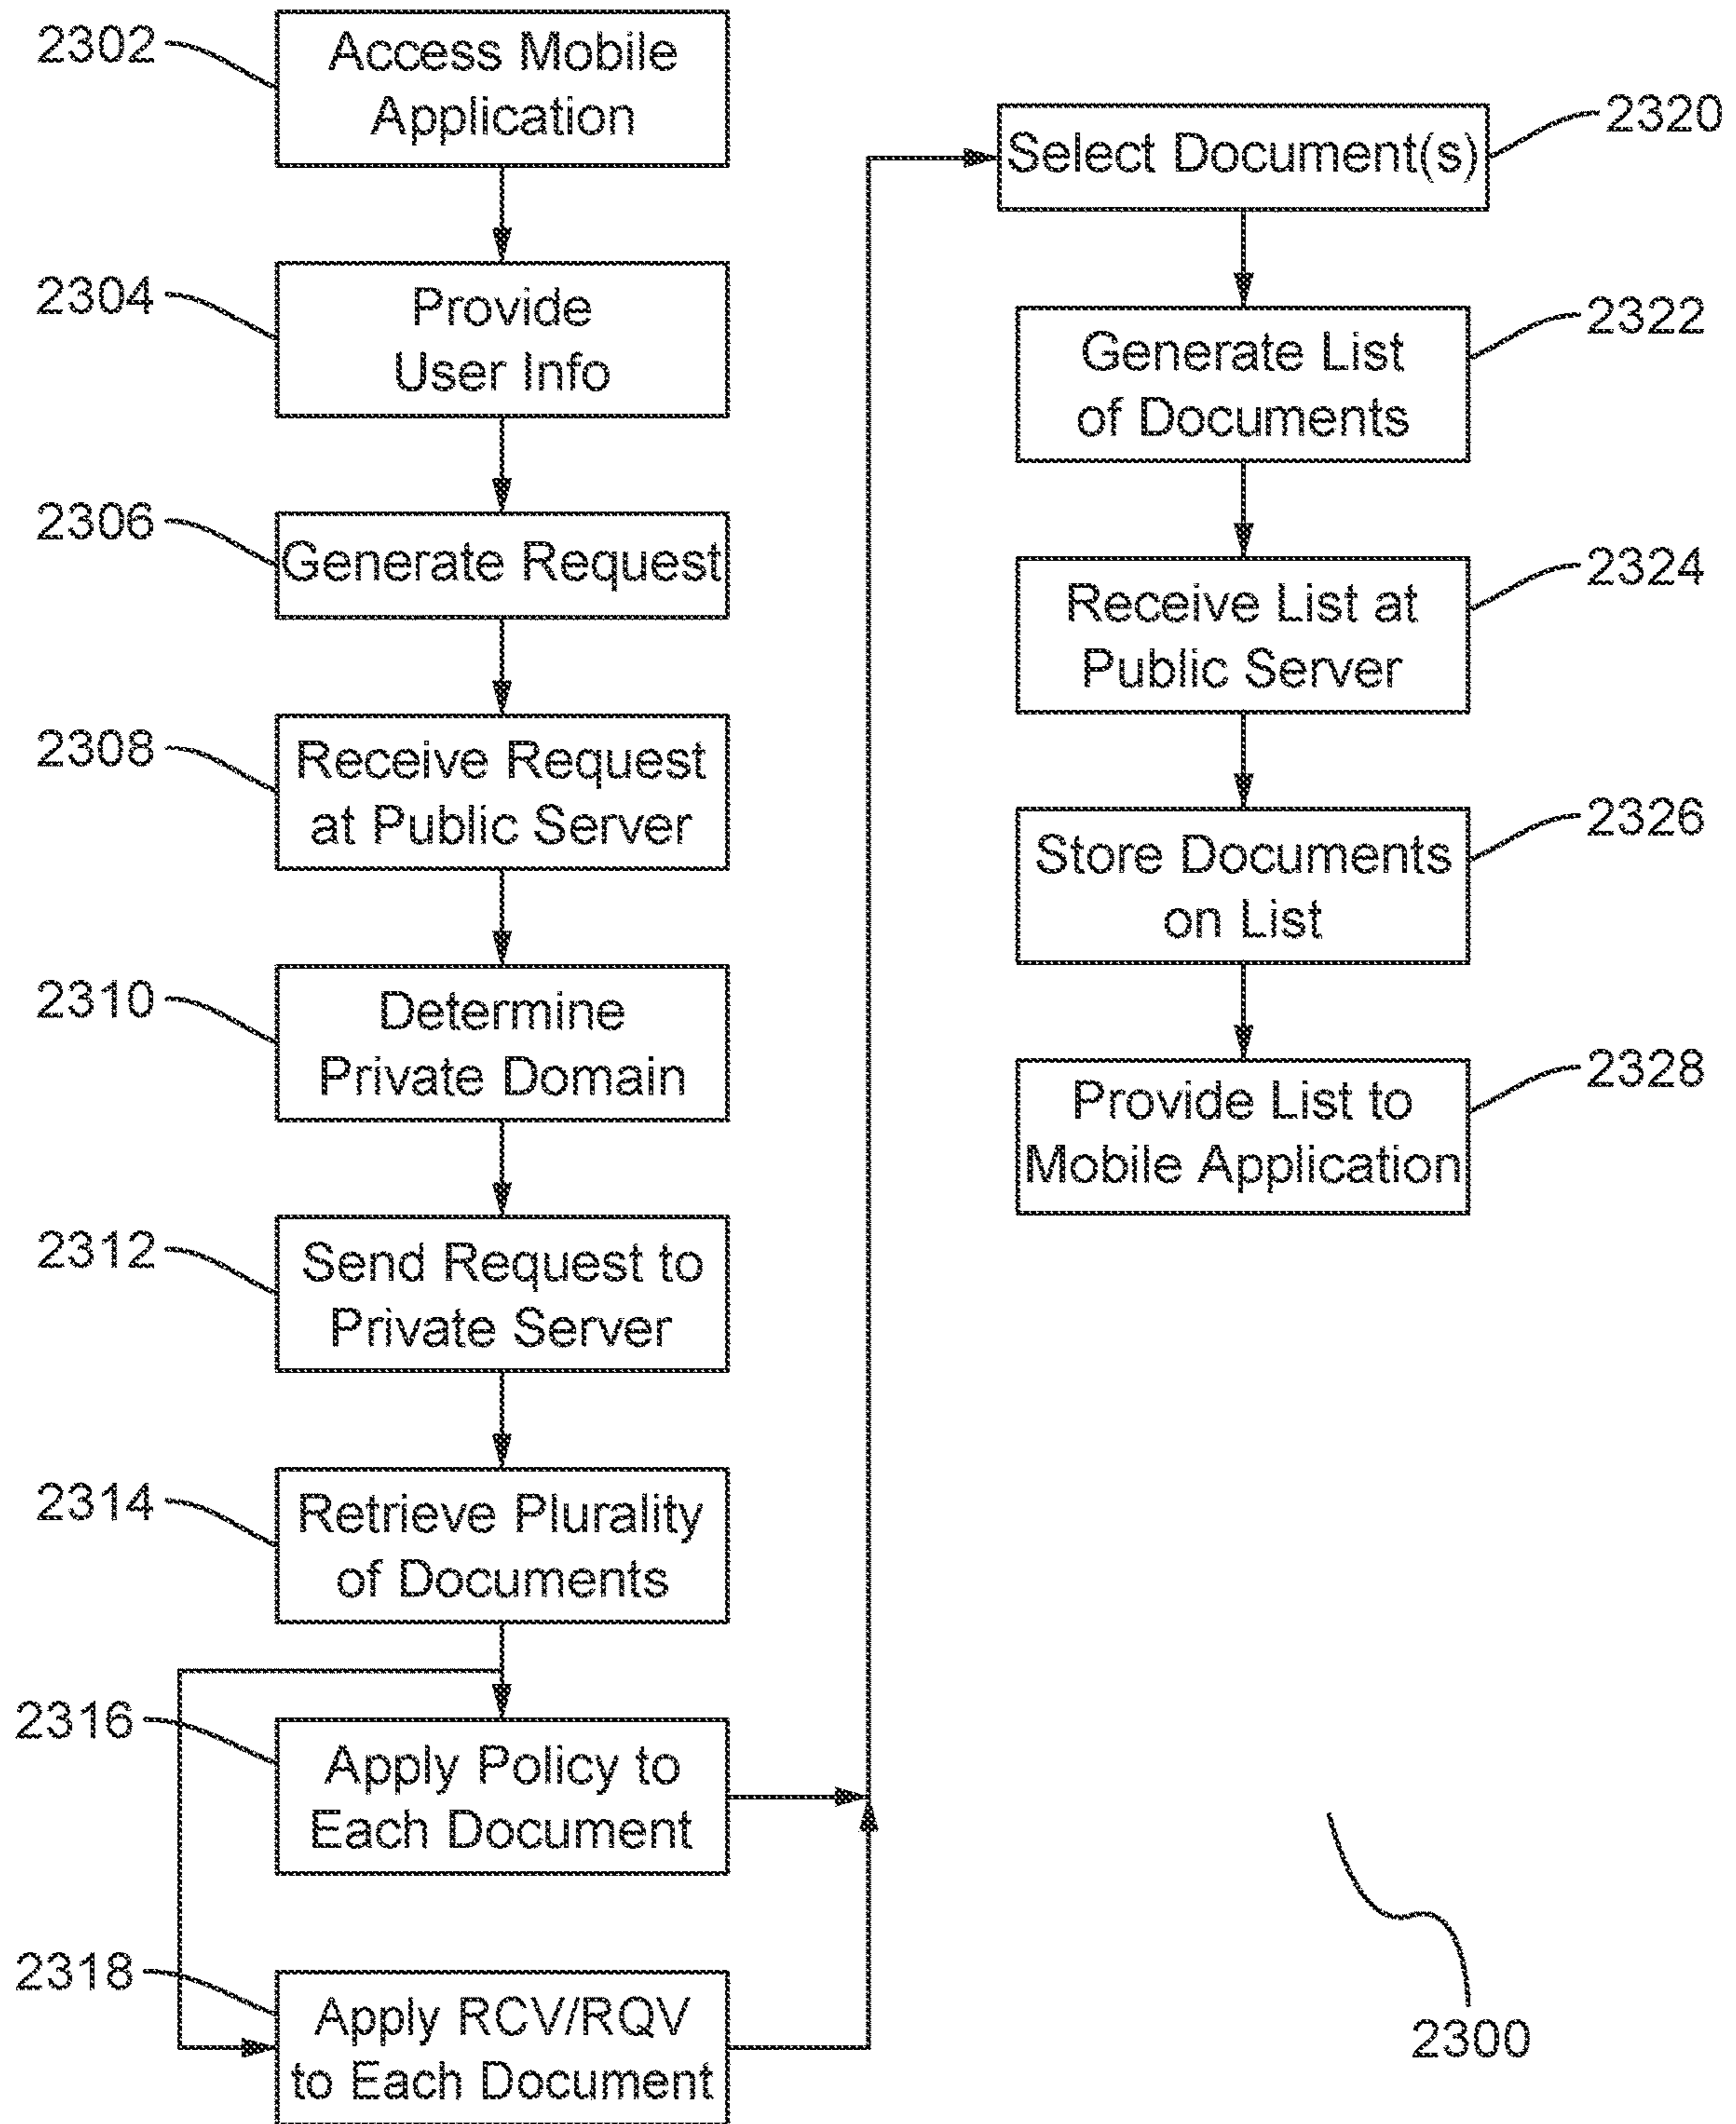 2302
Access Mobile
Application
2304
Provide
User Info
2306
Generate Request
2308
Receive Request
at Public Server
2310
Determine
Private Domain
2312
Send Request to
Private Server
2314
Retrieve Plurality
of Documents
2316
Apply Policy to
Each Document
2318
Apply RCV/RQV
to Each Document
Select Document(s)
2320
Generate List
of Documents
2322
Receive List at
Public Server
2324
Store Documents
on List
2326
Provide List to
Mobile Application
2328
2300